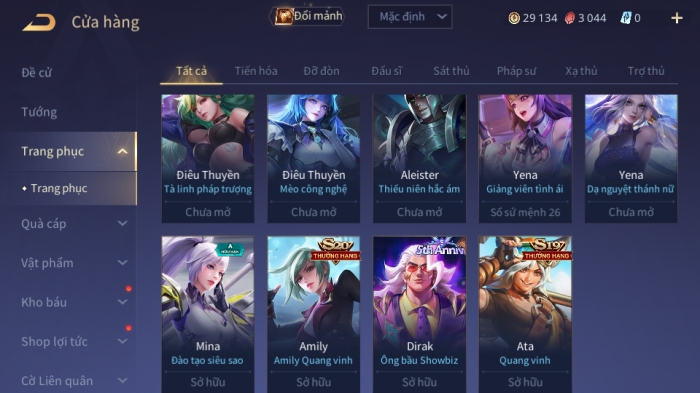 Cửa hàng
Đổi mảnh
Mặc định
29 134
3 044
0
Đề cử
Tướng
Trang phục
Trang phục
Quà cáp
Vật phẩm
Kho báu
Shop lợi tức
Cờ Liên quân
Tất cả
Tiến hóa
Đỡ đòn
Đấu sĩ
Sát thủ
Pháp sư
Xạ thủ
Trợ thủ
Điêu Thuyền
Tà linh pháp trượng
Chưa mở
Điêu Thuyền
Mèo công nghệ
Chưa mở
Aleister
Thiếu niên hắc ám
Chưa mở
Yena
Giảng viên tình ái
Số sứ mệnh 26
Yena
Dạ nguyệt thánh nữ
Chưa mở
Mina
Đào tạo siêu sao
Sở hữu
S20
THƯỞNG HẠNG
Amily
Amily Quang vinh
Sở hữu
5th Anniv
Dirak
Ông bầu Showbiz
Sở hữu
S19
THƯỞNG HẠNG
Ata
Quang vinh
Sở hữu